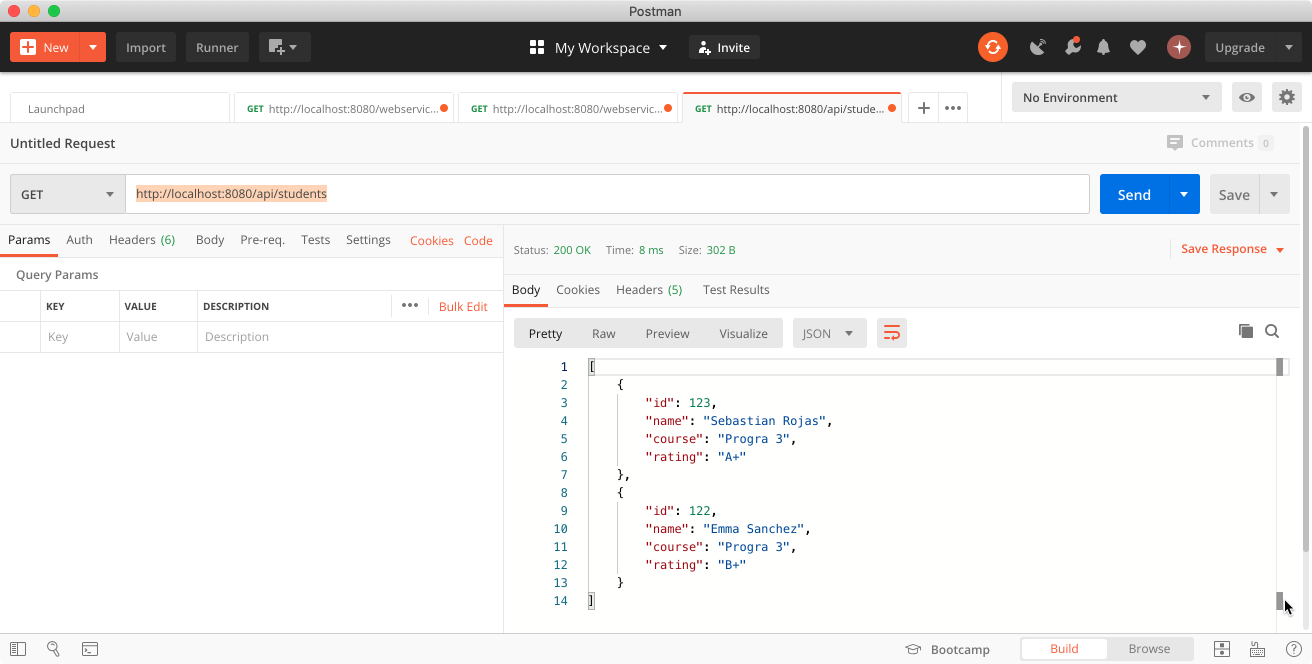 Postman
New Import Runner My Workspace Invite Upgrade
Launchpad GET http://localhost:8080/webservic... GET http://localhost:8080/webservic... GET http://localhost:8080/api/stude... No Environment
Untitled Request Comments 0
GET http://localhost:8080/api/students Send Save
Params Auth Headers (6) Body Pre-req. Tests Settings Cookies Code
Status: 200 OK Time: 8 ms Size: 302 B Save Response
Query Params
KEY VALUE DESCRIPTION Bulk Edit
Key Value Description
Body Cookies Headers (5) Test Results
Pretty Raw Preview Visualize JSON
1 [
2 {
3 "id": 123,
4 "name": "Sebastian Rojas",
5 "course": "Progra 3",
6 "rating": "A+"
7 },
8 {
9 "id": 122,
10 "name": "Emma Sanchez",
11 "course": "Progra 3",
12 "rating": "B+"
13 }
14 ]
Bootcamp Build Browse ?